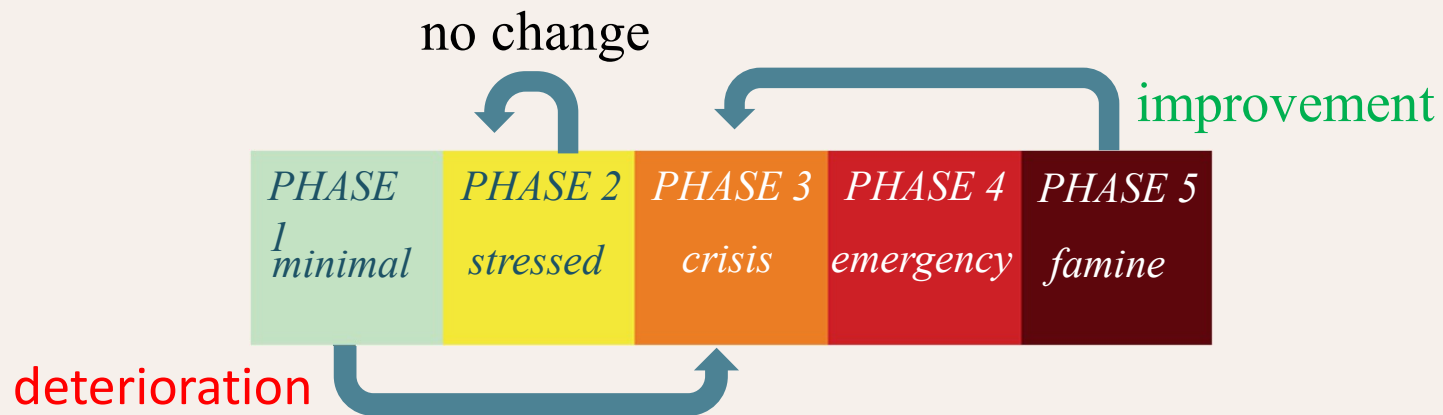 no change
improvement
PHASE
1
minimal
PHASE 2
stressed
PHASE 3
crisis
PHASE 4
emergency
PHASE 5
famine
deterioration